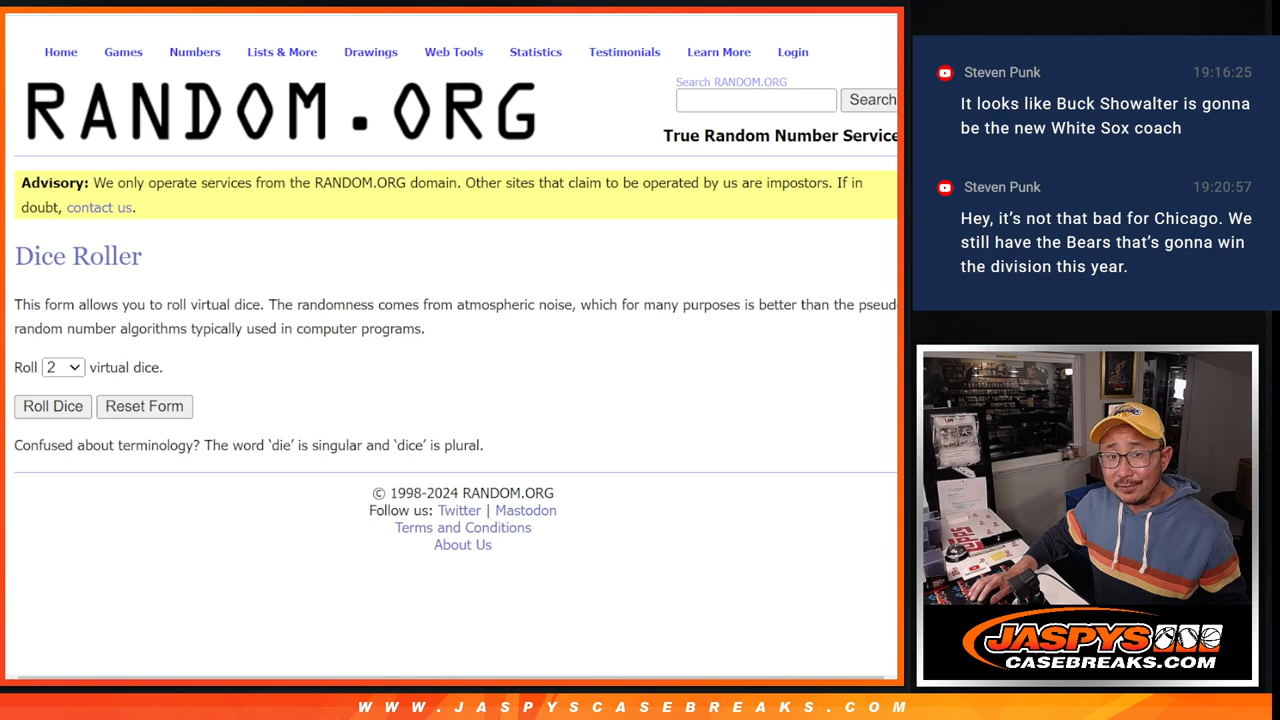 Home Games Numbers Lists & More Drawings Web Tools Statistics Testimonials Learn More Login
RANDOM.ORG
Search RANDOM.ORG
Search
True Random Number Service
Advisory: We only operate services from the RANDOM.ORG domain. Other sites that claim to be operated by us are impostors. If in
doubt, contact us.
Dice Roller
This form allows you to roll virtual dice. The randomness comes from atmospheric noise, which for many purposes is better than the pseudo
random number algorithms typically used in computer programs.
Roll 2 virtual dice.
Roll Dice Reset Form
Confused about terminology? The word 'die' is singular and 'dice' is plural.
© 1998-2024 RANDOM.ORG
Follow us: Twitter | Mastodon
Terms and Conditions
About Us
Steven Punk 19:16:25
It looks like Buck Showalter is gonna
be the new White Sox coach
Steven Punk 19:20:57
Hey, it's not that bad for Chicago. We
still have the Bears that's gonna win
the division this year.
JASPYS
CASEBREAKS.COM
WWW.JASPYSCASEBREAKS.COM